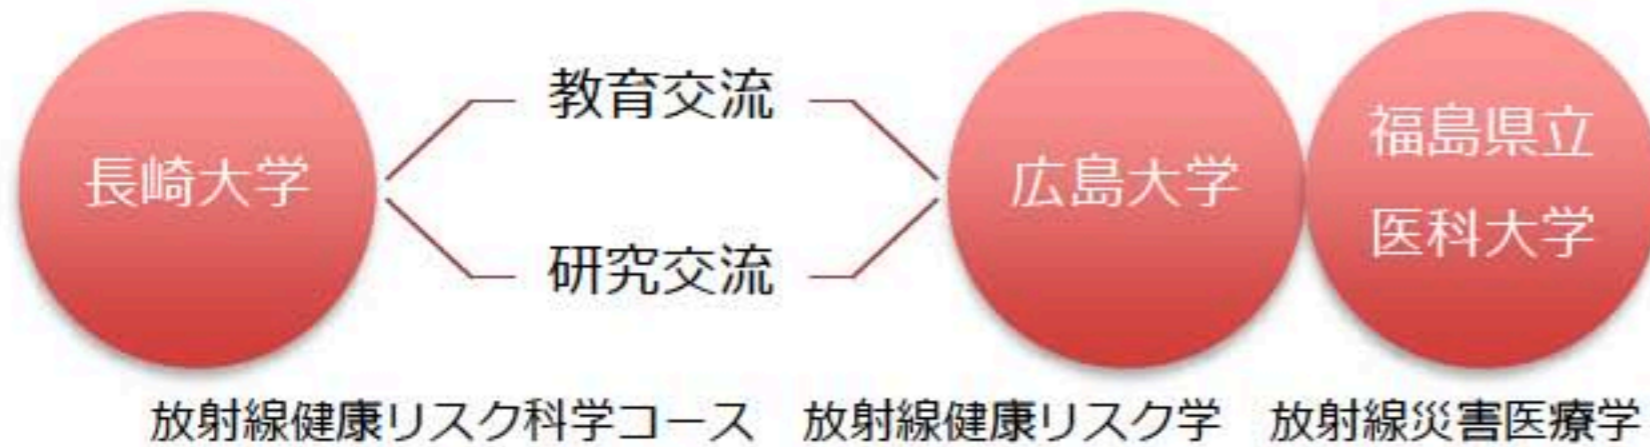 長崎大学
教育交流
研究交流
広島大学
福島県立
医科大学
放射線健康リスク科学コース
放射線健康リスク学
放射線災害医療学